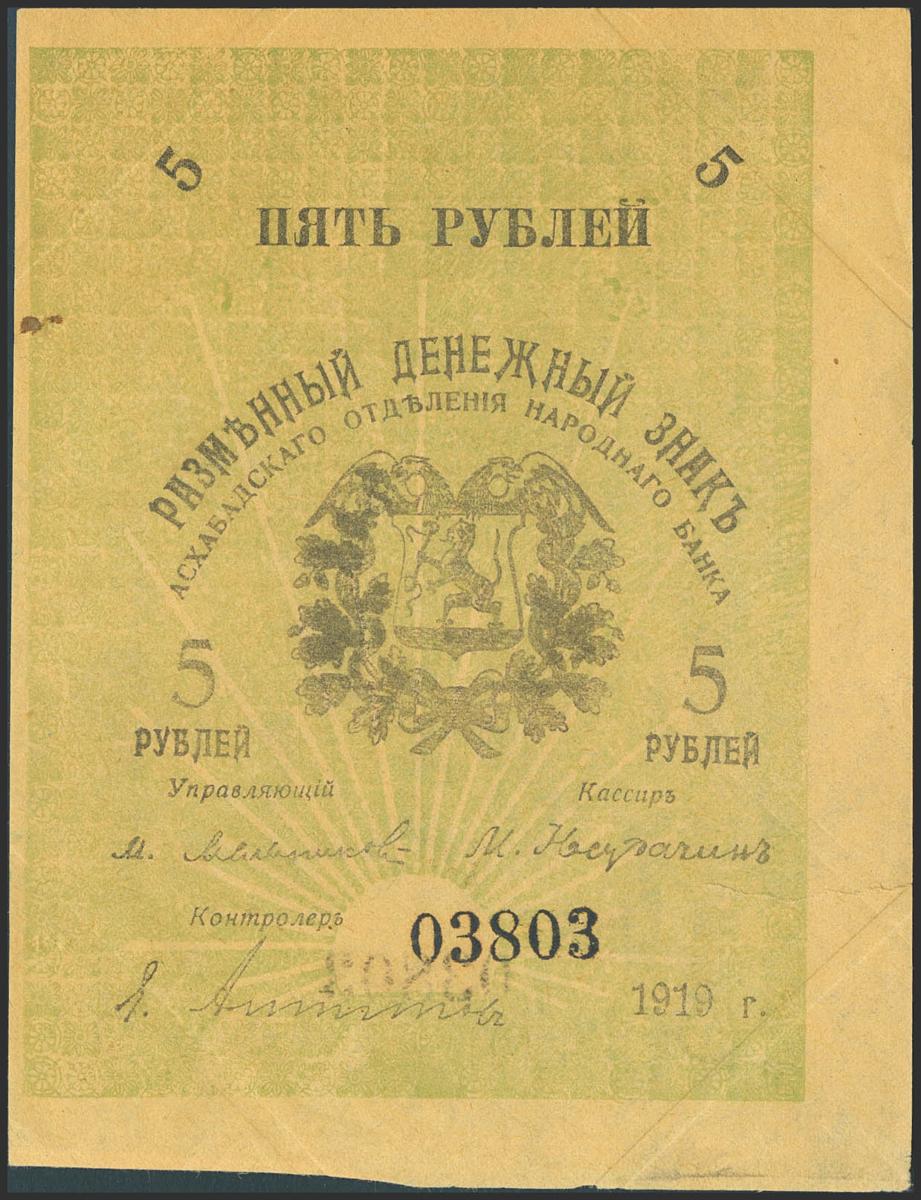 5 5
ПЯТЬ РУБЛЕЙ
РАЗМѢННЫЙ ДЕНЕЖНЫЙ ЗНАКЪ
АСХАБАДСКАГО ОТДѢЛЕНІЯ НАРОДНАГО БАНКА
5 5
РУБЛЕЙ РУБЛЕЙ
Управляющій Кассиръ
М. М.
Контролеръ 03803
1919 г.